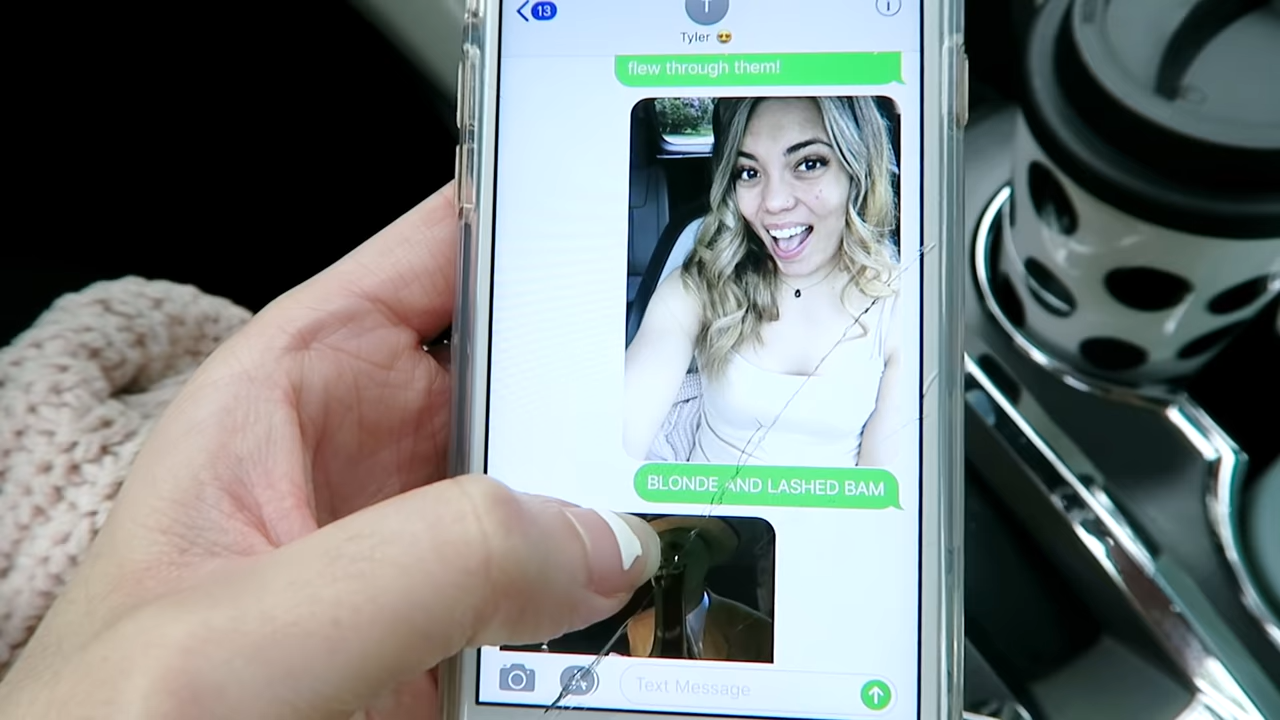 13
T
Tyler 😍
flew through them!
BLONDE AND LASHED BAM
Text Message